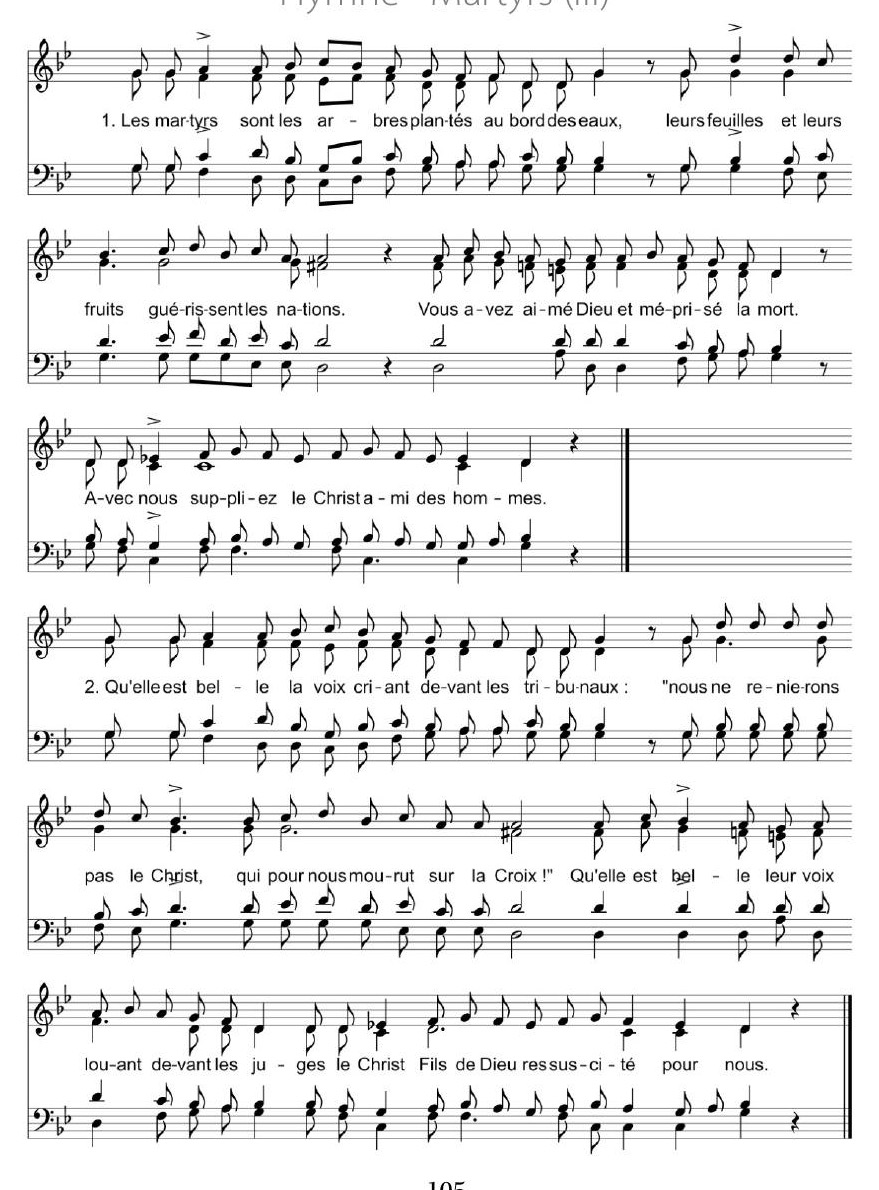 Hymne - Martyrs (III)
1. Les mar-tyrs sont les ar - bres plan-tés au bord des eaux, leurs feuilles et leurs
fruits gué-ris-sent les na-tions. Vous a-vez ai-mé Dieu et mé-pri-sé la mort.
A-vec nous sup-pli-ez le Christ a-mi des hom-mes.
2. Qu'elle est bel - le la voix cri-ant de-vant les tri-bu-naux : "nous ne re-nie-rons
pas le Christ, qui pour nous mou-rut sur la Croix !" Qu'elle est bel - le leur voix
lou-ant de-vant les ju - ges le Christ Fils de Dieu res-sus-ci-té pour nous.
105